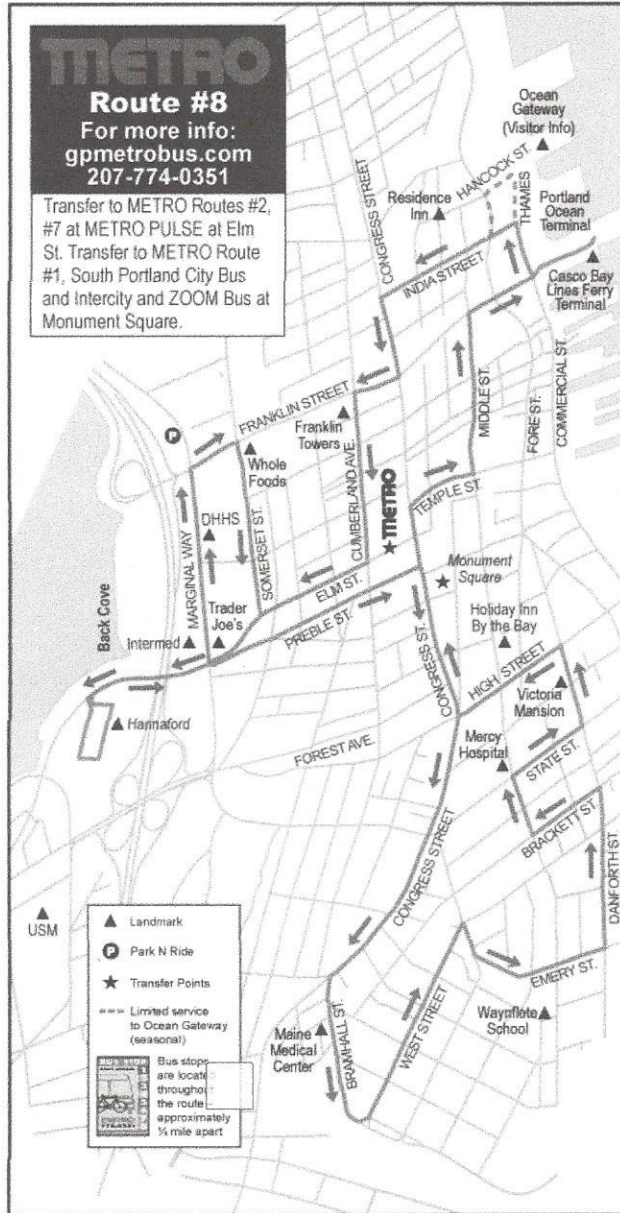 METRO
Route #8
For more info:
gpmetrobus.com
207-774-0351
Transfer to METRO Routes #2,
#7 at METRO PULSE at Elm
St. Transfer to METRO Route
#1, South Portland City Bus
and Intercity and ZOOM Bus at
Monument Square.
Ocean
Gateway
(Visitor Info)
HANCOCK ST.
THAMES
Residence
Inn
Portland
Ocean
Terminal
CONGRESS STREET
INDIA STREET
Casco Bay
Lines Ferry
Terminal
FRANKLIN STREET
Franklin
Towers
MIDDLE ST.
FORE ST.
COMMERCIAL ST.
P
Whole
Foods
CUMBERLAND AVE.
METRO
TEMPLE ST.
DHHS
SOMERSET ST.
MARGINAL WAY
ELM ST.
Monument
Square
Back Cove
Trader
Joe's
PREBLE ST.
Intermed
Holiday Inn
By the Bay
CONGRESS ST.
HIGH STREET
Victoria
Mansion
Hannaford
FOREST AVE.
Mercy
Hospital
STATE ST.
BRACKETT ST.
CONGRESS STREET
DANFORTH ST.
USM
EMERY ST.
WEST STREET
Waynflete
School
Maine
Medical
Center
BRAMHALL ST.
Landmark
P Park N Ride
Transfer Points
Limited service
to Ocean Gateway
(seasonal)
Bus stops
are locate
throughou
the route
approximately
¼ mile apart